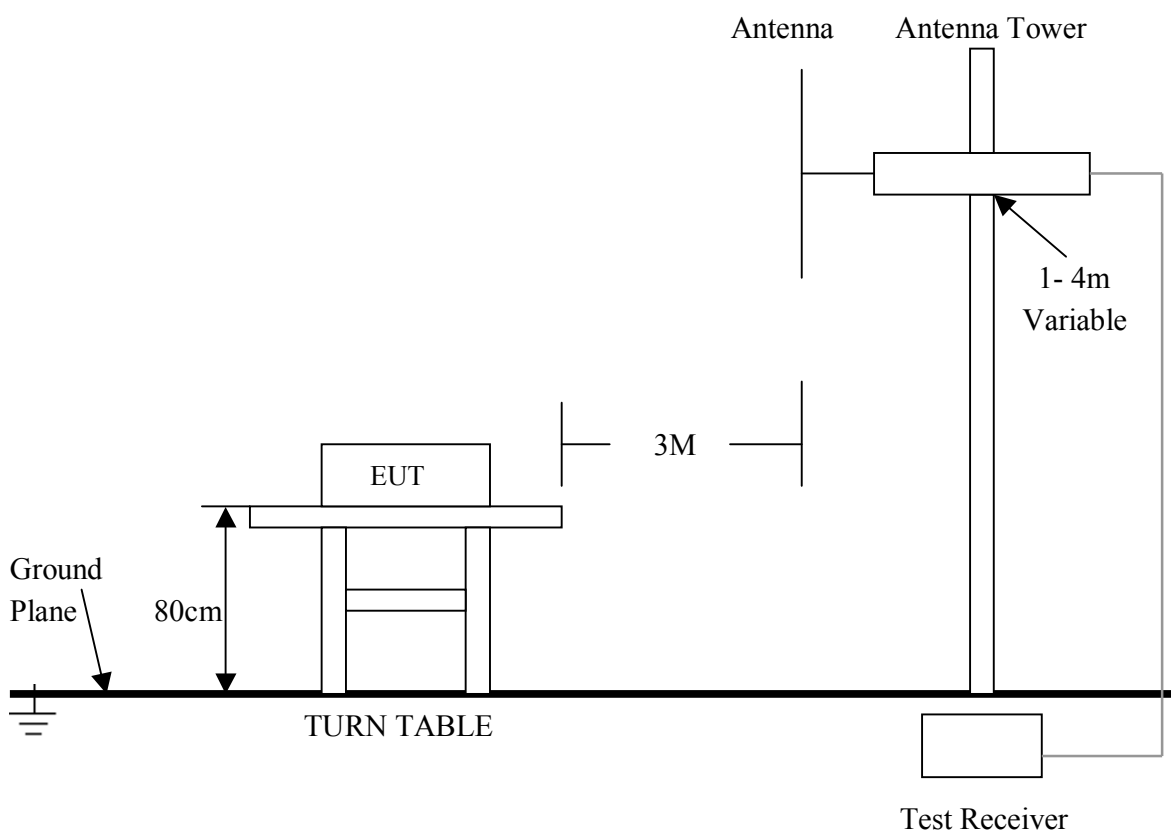 Antenna
Antenna Tower
1- 4m
Variable
3M
EUT
Ground
Plane
80cm
TURN TABLE
Test Receiver